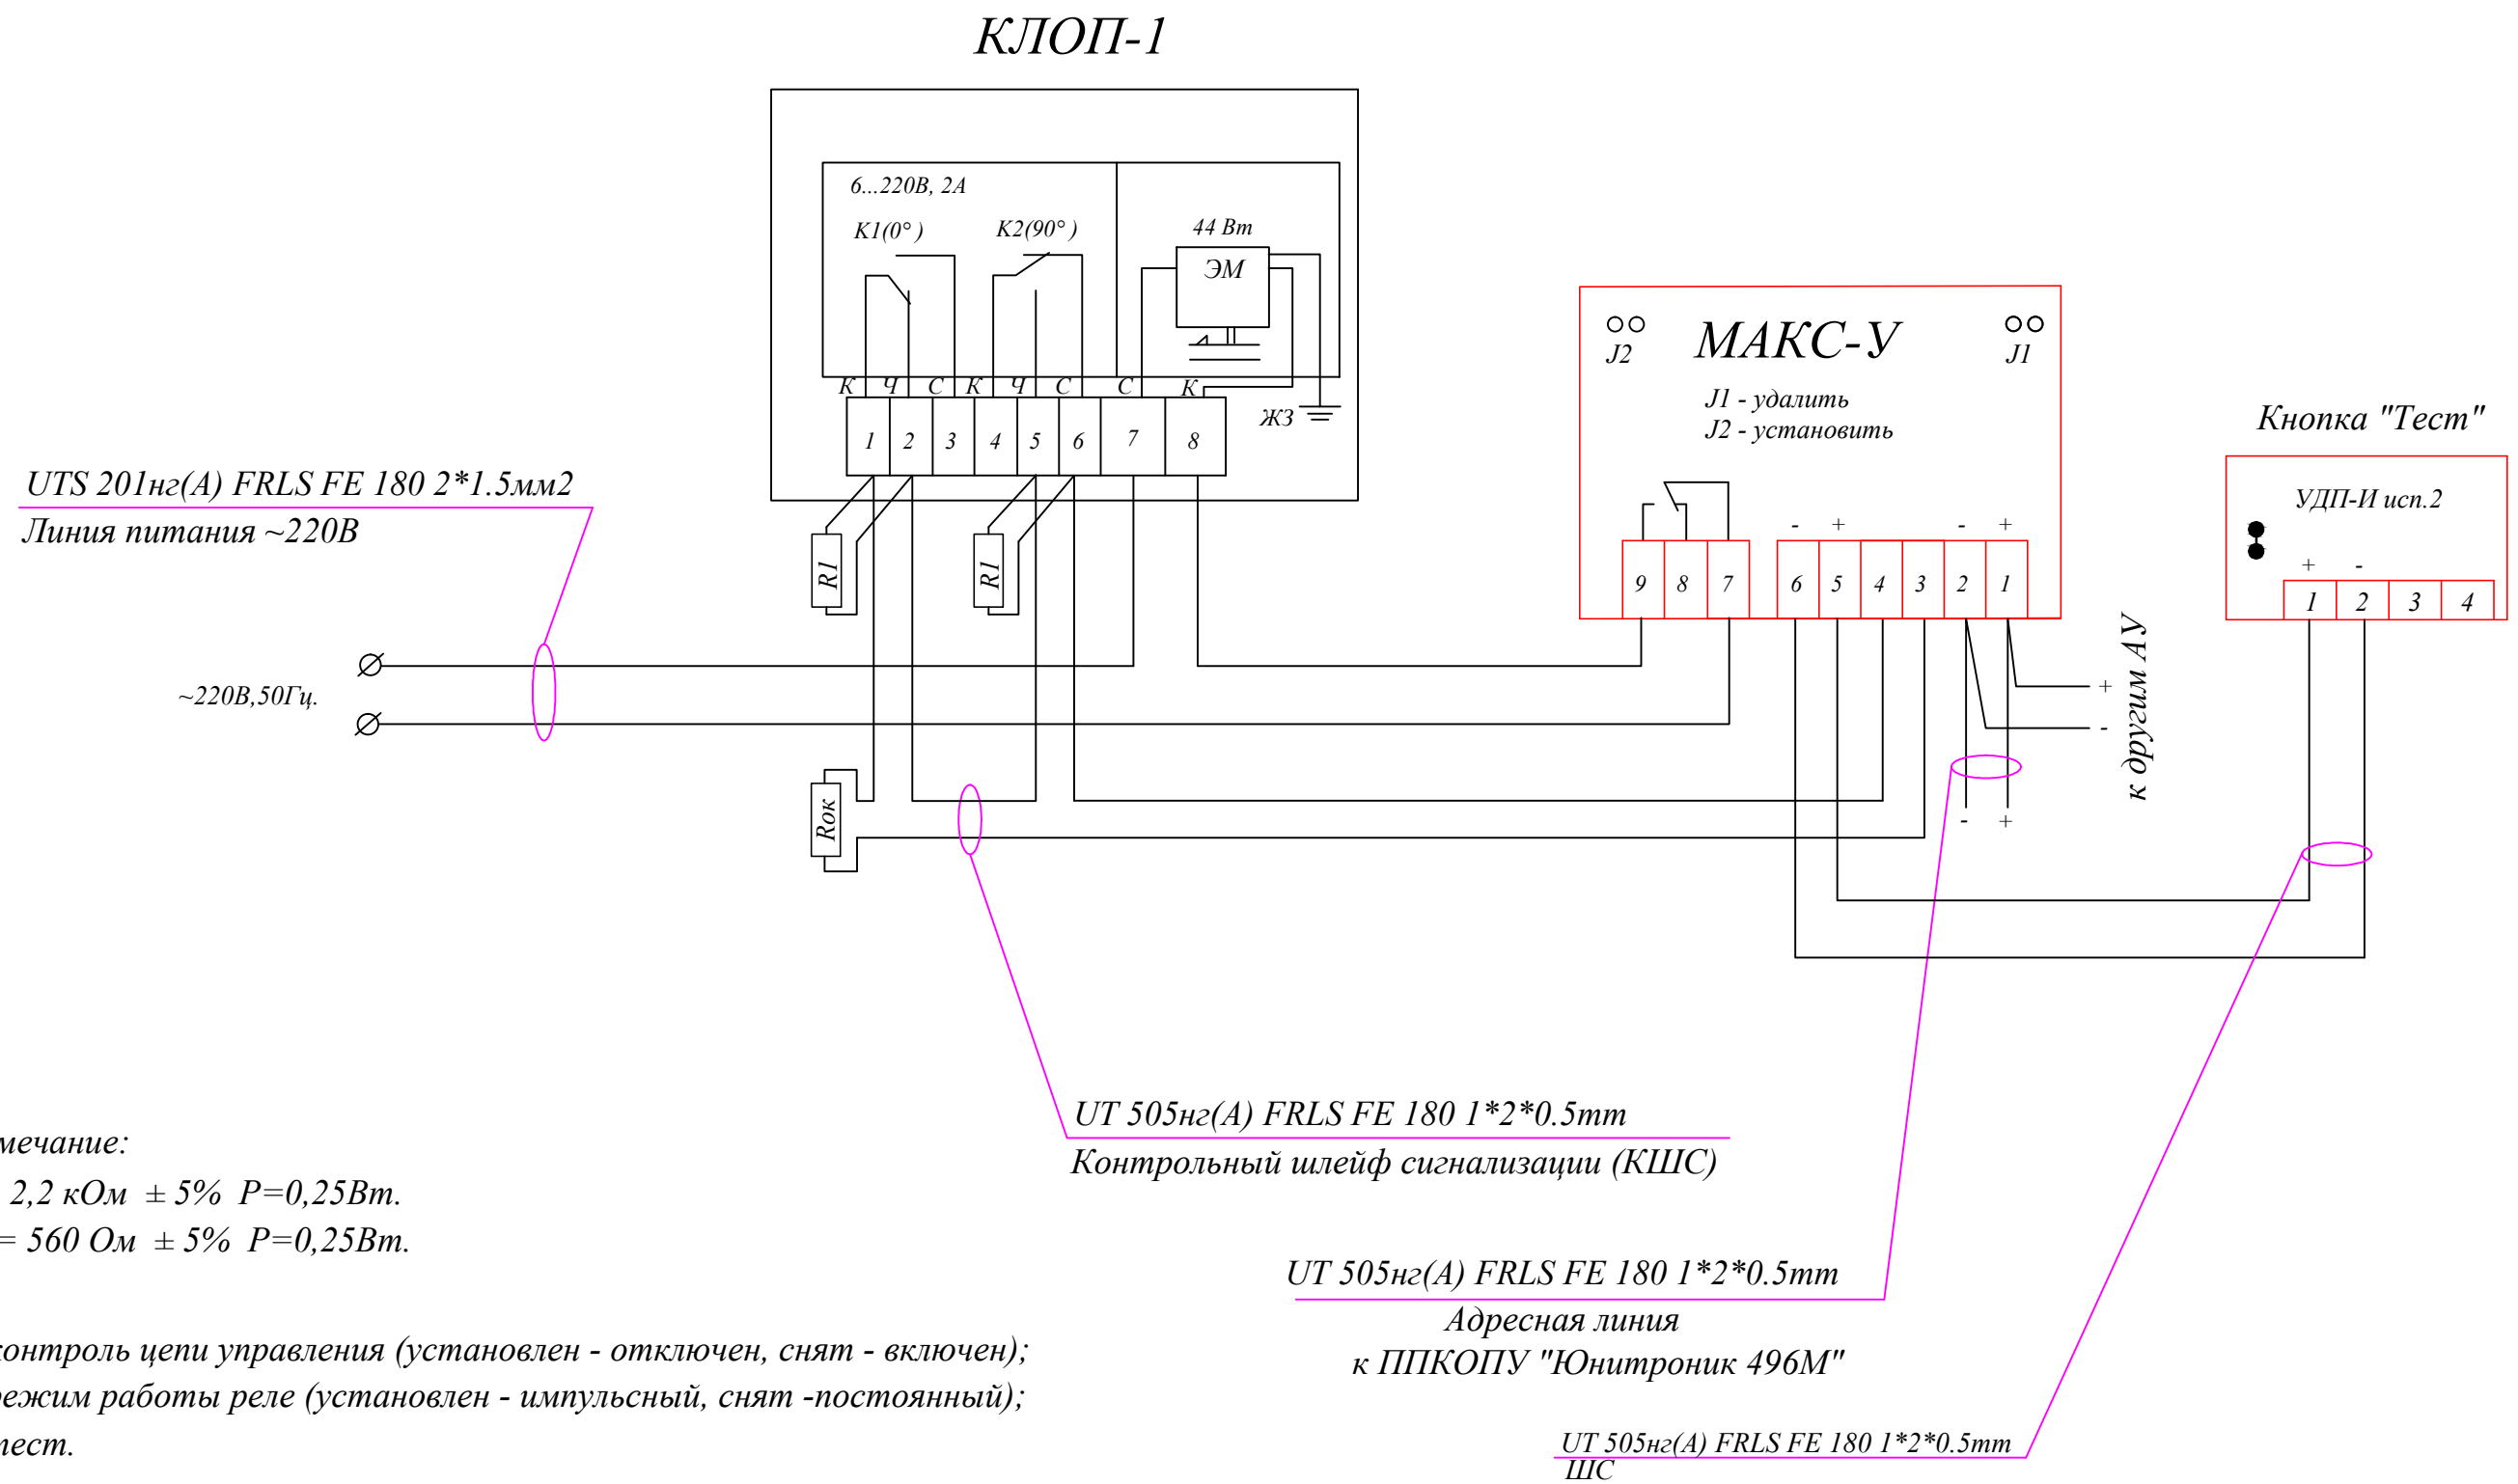 КЛОП-1
6...220В, 2А
К1(0°)
К2(90°)
44 Вт
ЭМ
К Ч С К Ч С С К
ЖЗ
1 2 3 4 5 6 7 8
R1
R1
UTS 201нг(А) FRLS FE 180 2*1.5мм2
Линия питания ~220В
~220В,50Гц.
Rок
J2
МАКС-У
J1
J1 - удалить
J2 - установить
- + - +
9 8 7 6 5 4 3 2 1
Кнопка "Тест"
УДП-И исп.2
+ -
1 2 3 4
+
-
к другим АУ
- +
UT 505нг(А) FRLS FE 180 1*2*0.5mm
Контрольный шлейф сигнализации (КШС)
UT 505нг(А) FRLS FE 180 1*2*0.5mm
Адресная линия
к ППКОПУ "Юнитроник 496М"
UT 505нг(А) FRLS FE 180 1*2*0.5mm
ШС
мечание:
2,2 кОм ± 5% P=0,25Вт.
= 560 Ом ± 5% P=0,25Вт.
контроль цепи управления (установлен - отключен, снят - включен);
режим работы реле (установлен - импульсный, снят -постоянный);
тест.